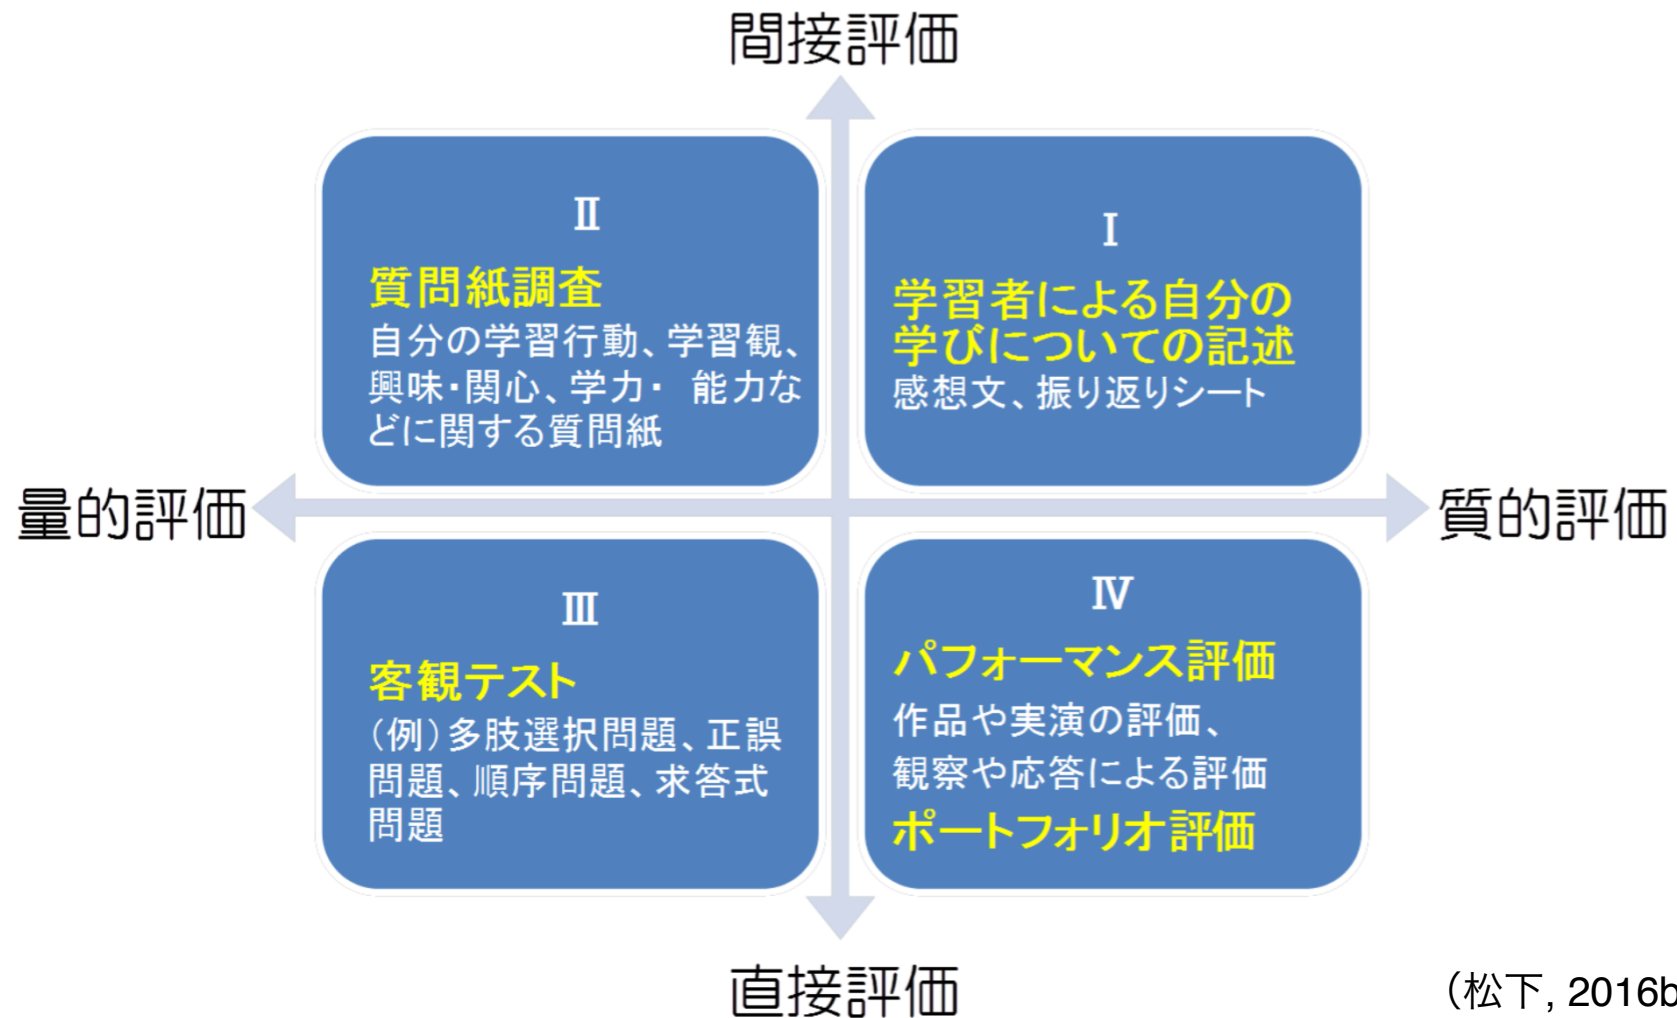 間接評価
Ⅱ
質問紙調査
自分の学習行動、学習観、
興味・関心、学力・ 能力な
どに関する質問紙
Ⅰ
学習者による自分の
学びについての記述
感想文、振り返りシート
量的評価
質的評価
Ⅲ
客観テスト
（例）多肢選択問題、正誤
問題、順序問題、求答式
問題
Ⅳ
パフォーマンス評価
作品や実演の評価、
観察や応答による評価
ポートフォリオ評価
直接評価
（松下, 2016b